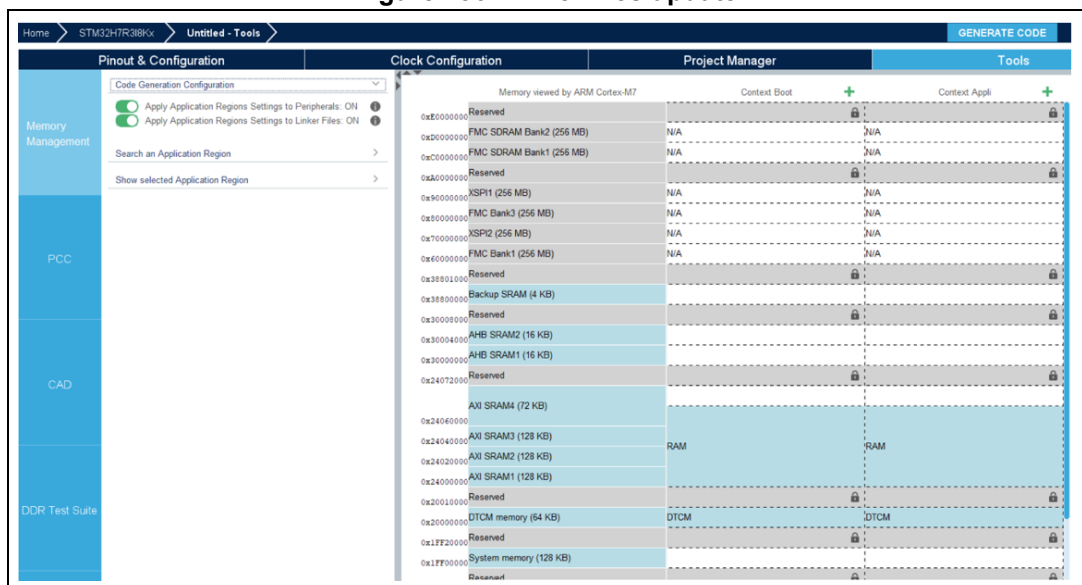 Home STM32H7R3I8Kx Untitled - Tools GENERATE CODE
Pinout & Configuration Clock Configuration Project Manager Tools
Memory Management
PCC
CAD
DDR Test Suite
Code Generation Configuration
Apply Application Regions Settings to Peripherals: ON
Apply Application Regions Settings to Linker Files: ON
Search an Application Region
Show selected Application Region
Memory viewed by ARM Cortex-M7 Context Boot + Context Appli +
0xE0000000 Reserved
0xD0000000 FMC SDRAM Bank2 (256 MB) N/A N/A
0xC0000000 FMC SDRAM Bank1 (256 MB) N/A N/A
0xA0000000 Reserved
0x90000000 XSPI1 (256 MB) N/A N/A
0x80000000 FMC Bank3 (256 MB) N/A N/A
0x70000000 XSPI2 (256 MB) N/A N/A
0x60000000 FMC Bank1 (256 MB) N/A N/A
0x38801000 Reserved
0x38800000 Backup SRAM (4 KB)
0x30008000 Reserved
0x30004000 AHB SRAM2 (16 KB)
0x30000000 AHB SRAM1 (16 KB)
0x24072000 Reserved
AXI SRAM4 (72 KB)
0x24060000
0x24040000 AXI SRAM3 (128 KB)
RAM RAM
0x24020000 AXI SRAM2 (128 KB)
0x24000000 AXI SRAM1 (128 KB)
0x20010000 Reserved
0x20000000 DTCM memory (64 KB) DTCM DTCM
0x1FF20000 Reserved
0x1FF00000 System memory (128 KB)
Reserved